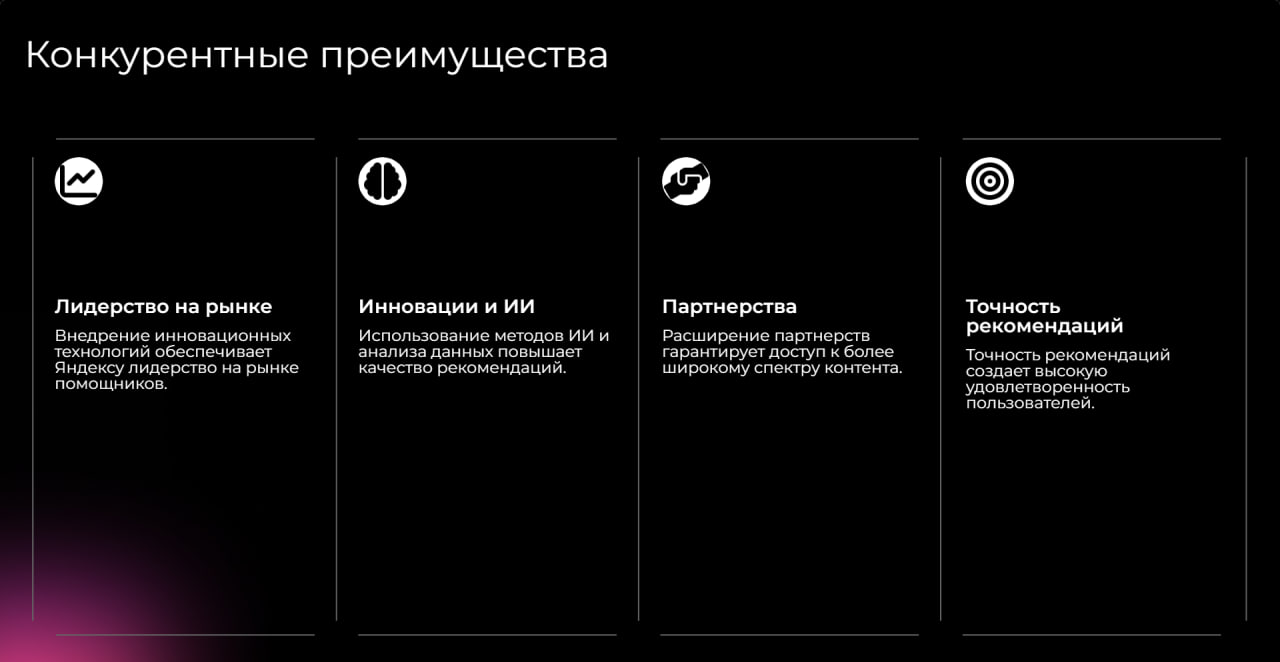 Конкурентные преимущества
Лидерство на рынке
Внедрение инновационных
технологий обеспечивает
Яндексу лидерство на рынке
помощников.
Инновации и ИИ
Использование методов ИИ и
анализа данных повышает
качество рекомендаций.
Партнерства
Расширение партнерств
гарантирует доступ к более
широкому спектру контента.
Точность
рекомендаций
Точность рекомендаций
создает высокую
удовлетворенность
пользователей.